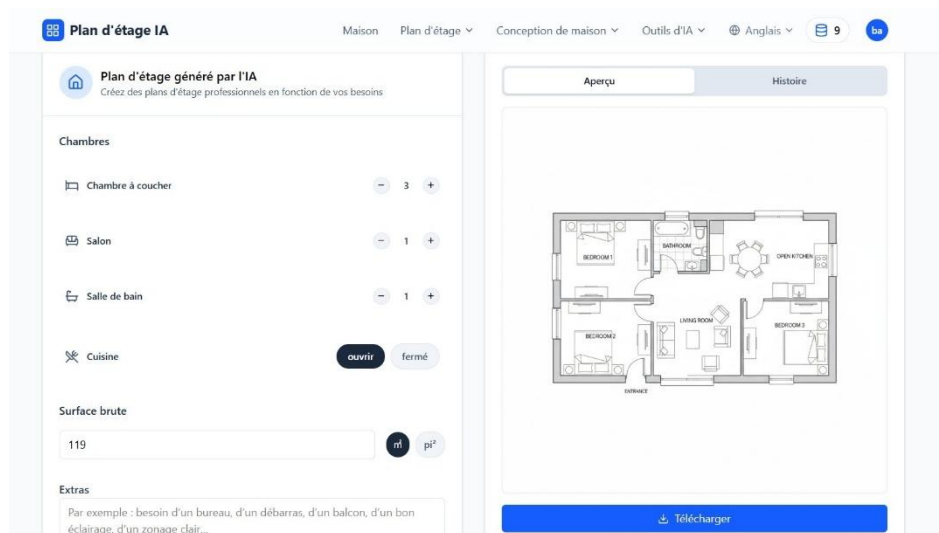 Plan d'étage IA
Maison Plan d'étage Conception de maison Outils d'IA Anglais 9 ba
Plan d'étage généré par l'IA
Créez des plans d'étage professionnels en fonction de vos besoins
Chambres
Chambre à coucher - 3 +
Salon - 1 +
Salle de bain - 1 +
Cuisine ouvrir fermé
Surface brute
119 m² pi²
Extras
Par exemple : besoin d'un bureau, d'un débarras, d'un balcon, d'un bon
éclairage, d'un zonage clair...
Aperçu Histoire
BEDROOM 1
BATHROOM
OPEN KITCHEN
BEDROOM 2
LIVING ROOM
BEDROOM 3
ENTRANCE
Télécharger